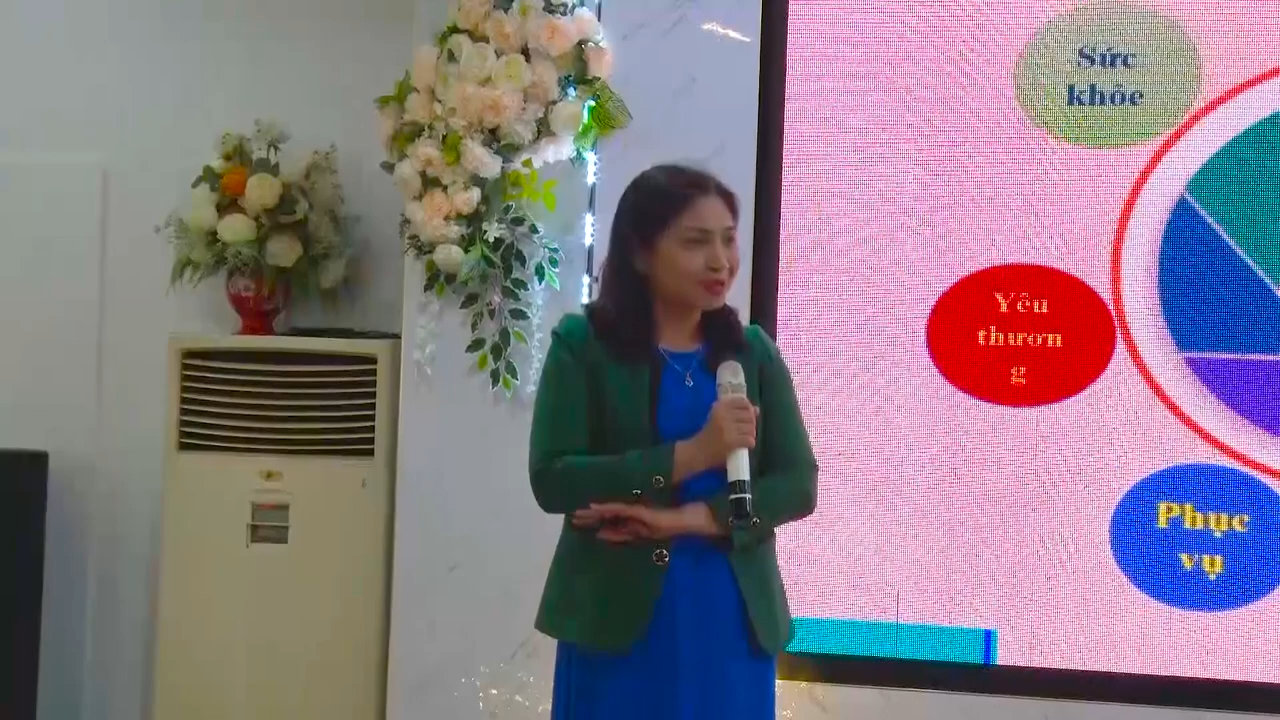 Sức
khỏe
Yêu
thươn
g
Phục
vụ